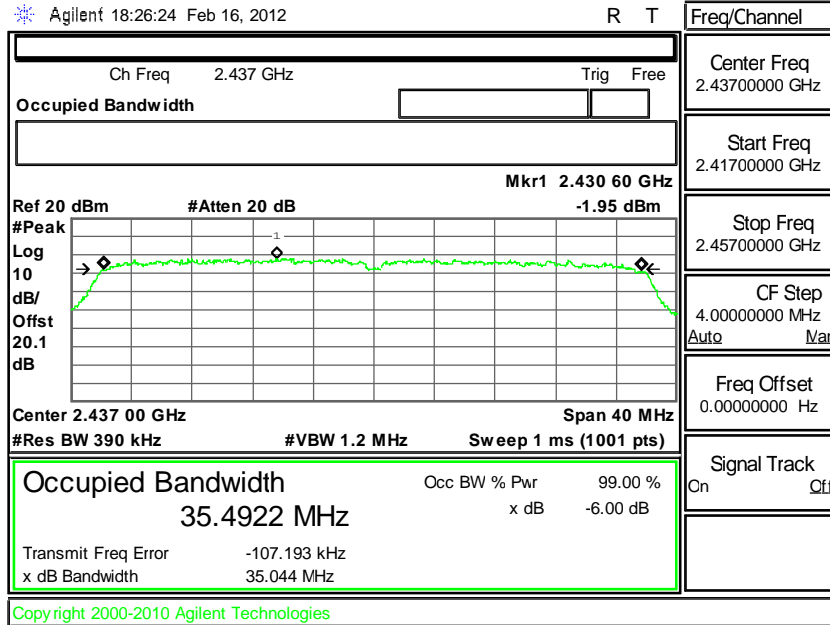 Agilent 18:26:24 Feb 16, 2012 R T
Ch Freq 2.437 GHz Trig Free
Occupied Bandwidth
Mkr1 2.430 60 GHz
Ref 20 dBm #Atten 20 dB -1.95 dBm
#Peak
Log
10
dB/
Offst
20.1
dB
1
Center 2.437 00 GHz Span 40 MHz
#Res BW 390 kHz #VBW 1.2 MHz Sweep 1 ms (1001 pts)
Occupied Bandwidth Occ BW % Pwr 99.00 %
35.4922 MHz x dB -6.00 dB
Transmit Freq Error -107.193 kHz
x dB Bandwidth 35.044 MHz
Copyright 2000-2010 Agilent Technologies
Freq/Channel
Center Freq
2.43700000 GHz
Start Freq
2.41700000 GHz
Stop Freq
2.45700000 GHz
CF Step
4.00000000 MHz
Auto Man
Freq Offset
0.00000000 Hz
Signal Track
On Off